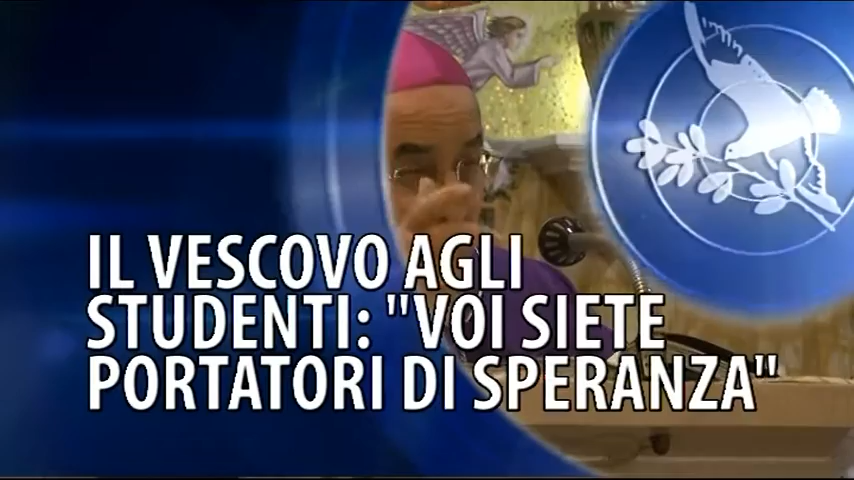 IL VESCOVO AGLI
STUDENTI: "VOI SIETE
PORTATORI DI SPERANZA"